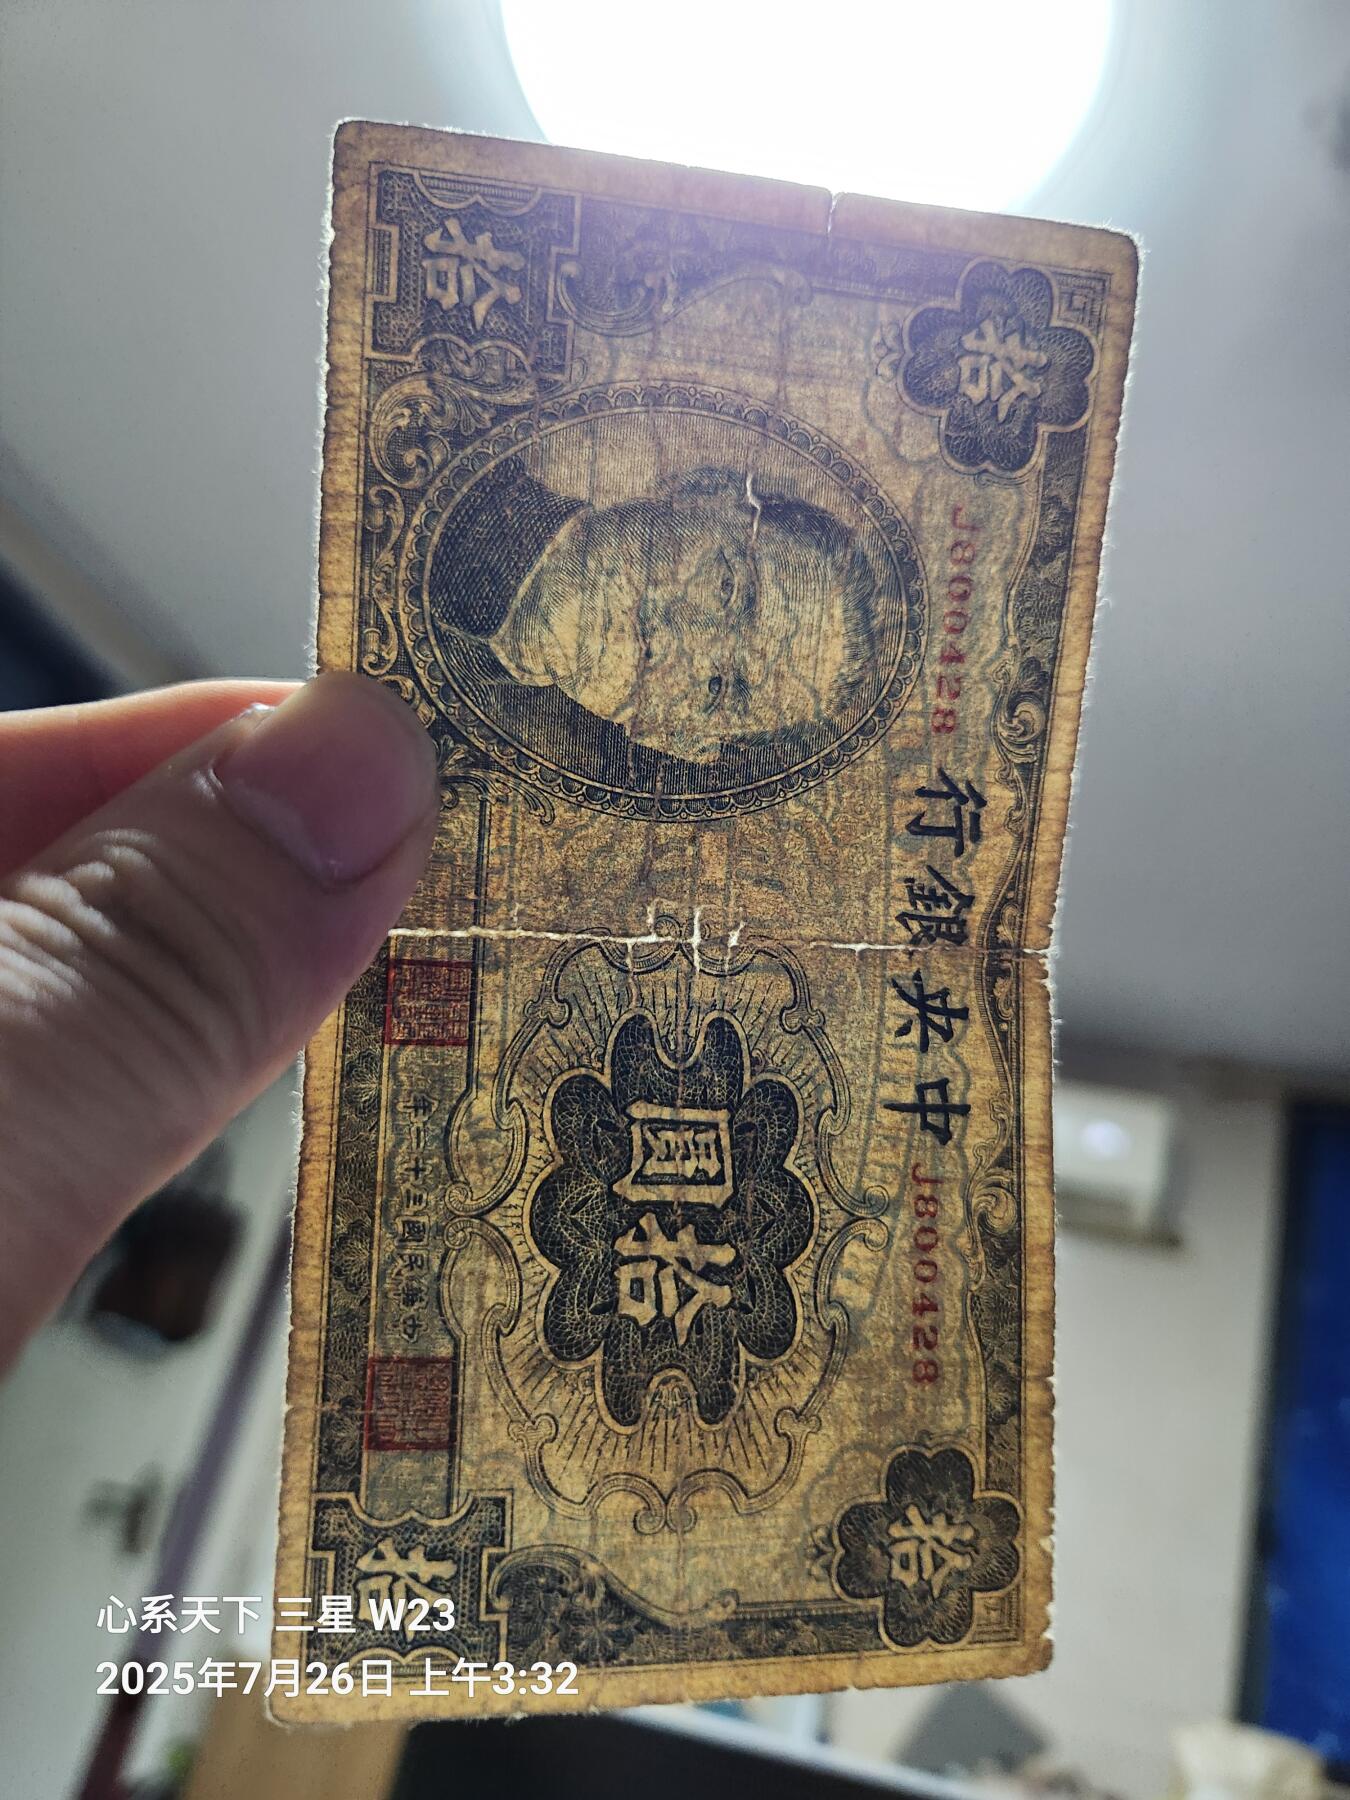 中央銀行
J800428
J800428
拾
拾
拾圓
中華民國三十二年
拾
拾
心系天下 三星 W23
2025年7月26日 上午3:32